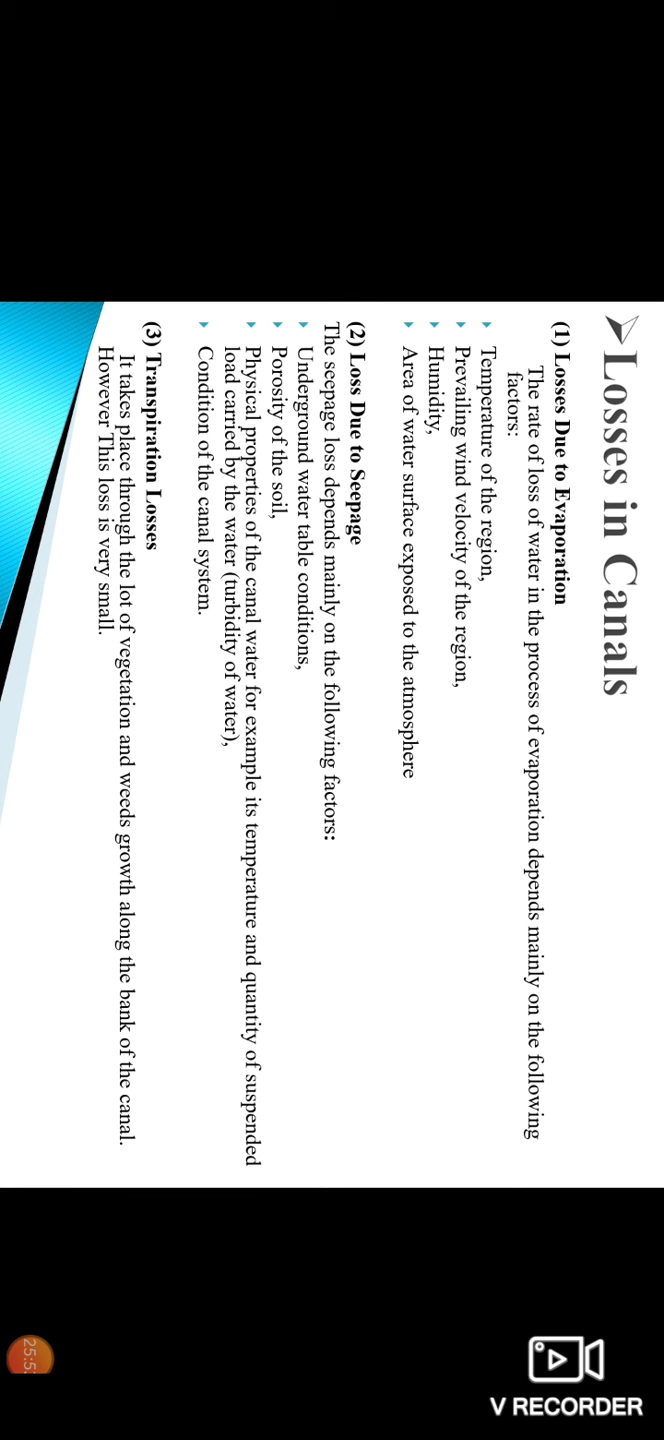 Losses in Canals
(1) Losses Due to Evaporation
The rate of loss of water in the process of evaporation depends mainly on the following
factors:
Temperature of the region,
Prevailing wind velocity of the region,
Humidity,
Area of water surface exposed to the atmosphere
(2) Loss Due to Seepage
The seepage loss depends mainly on the following factors:
Underground water table conditions,
Porosity of the soil,
Physical properties of the canal water for example its temperature and quantity of suspended
load carried by the water (turbidity of water),
Condition of the canal system.
(3) Transpiration Losses
It takes place through the lot of vegetation and weeds growth along the bank of the canal.
However This loss is very small.
V RECORDER